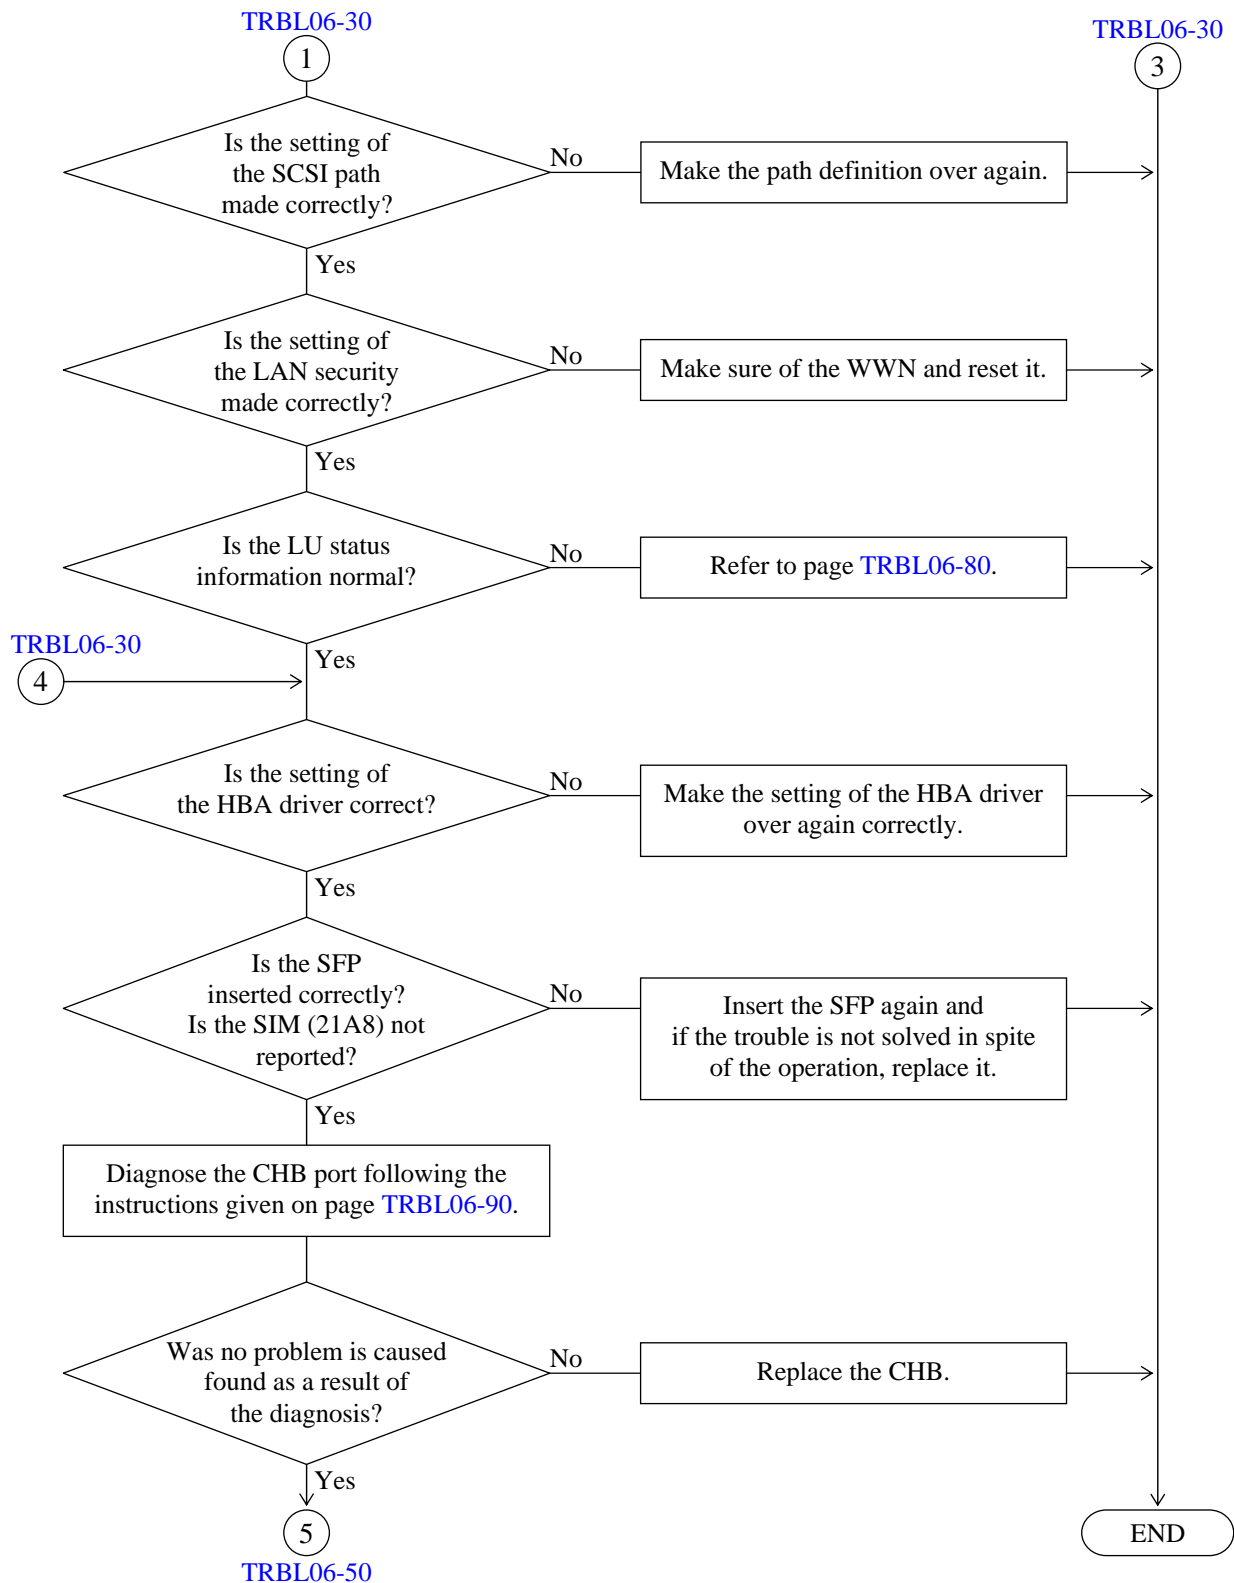 TRBL06-30
1
TRBL06-30
3
Is the setting of
the SCSI path
made correctly?
No
Make the path definition over again.
Yes
Is the setting of
the LAN security
made correctly?
No
Make sure of the WWN and reset it.
Yes
Is the LU status
information normal?
No
Refer to page TRBL06-80.
Yes
TRBL06-30
4
Is the setting of
the HBA driver correct?
No
Make the setting of the HBA driver
over again correctly.
Yes
Is the SFP
inserted correctly?
Is the SIM (21A8) not
reported?
No
Insert the SFP again and
if the trouble is not solved in spite
of the operation, replace it.
Yes
Diagnose the CHB port following the
instructions given on page TRBL06-90.
Was no problem is caused
found as a result of
the diagnosis?
No
Replace the CHB.
Yes
5
TRBL06-50
END